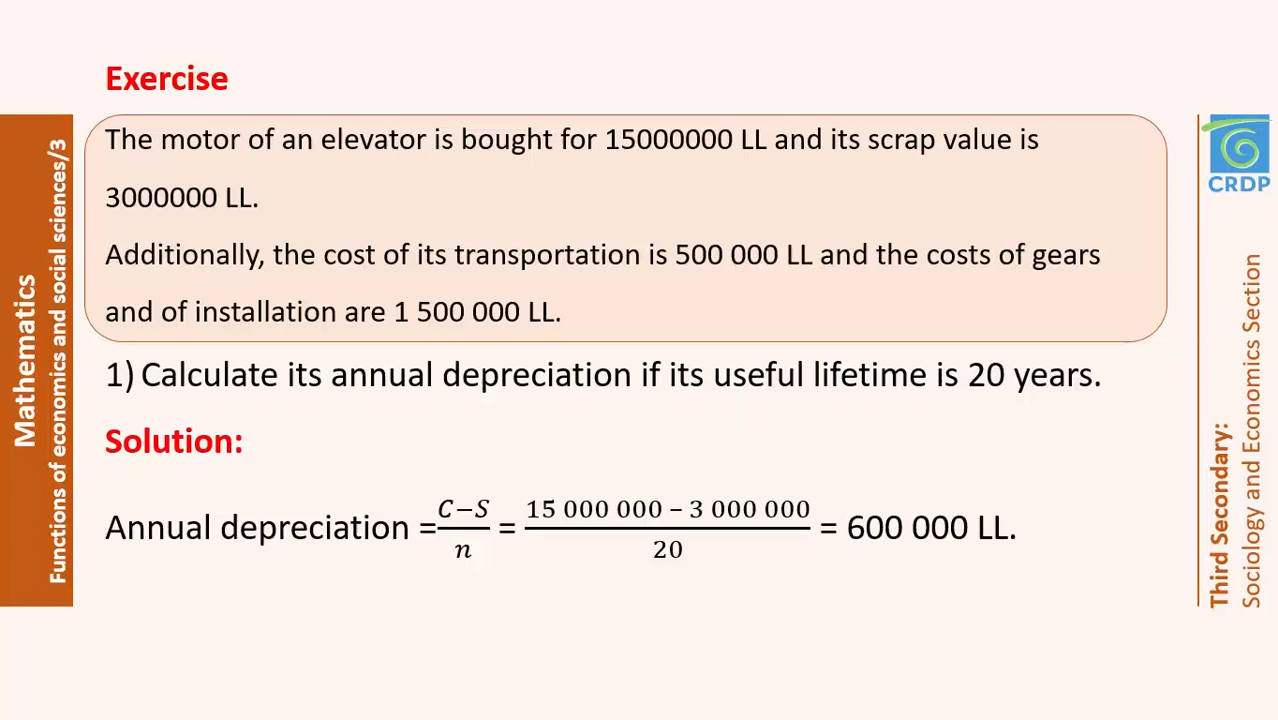 Exercise
The motor of an elevator is bought for 15000000 LL and its scrap value is
3000000 LL.
Additionally, the cost of its transportation is 500 000 LL and the costs of gears
and of installation are 1 500 000 LL.
1) Calculate its annual depreciation if its useful lifetime is 20 years.
Solution:
Annual depreciation = C−S/n = 15 000 000 – 3 000 000/20 = 600 000 LL.
Mathematics
Functions of economics and social sciences/3
CRDP
Third Secondary:
Sociology and Economics Section